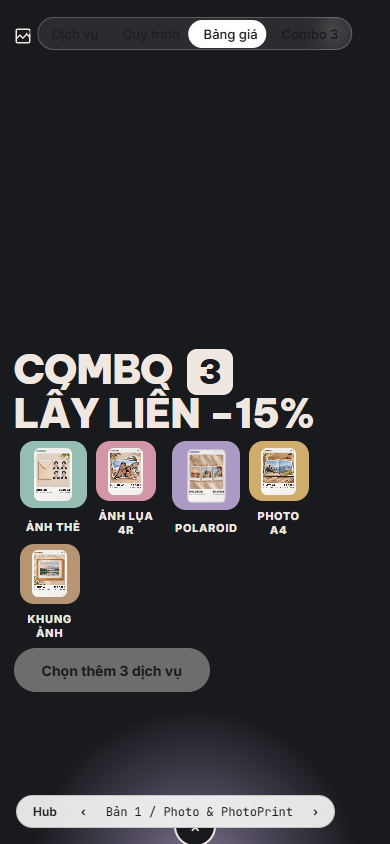 Dịch vụ Quy trình Bảng giá Combo 3
COMBO 3
LẤY LIỀN -15%
ẢNH THẺ
ẢNH LỤA
4R
POLAROID
PHOTO
A4
KHUNG
ẢNH
Chọn thêm 3 dịch vụ
Hub ‹ Bản 1 / Photo & PhotoPrint ›